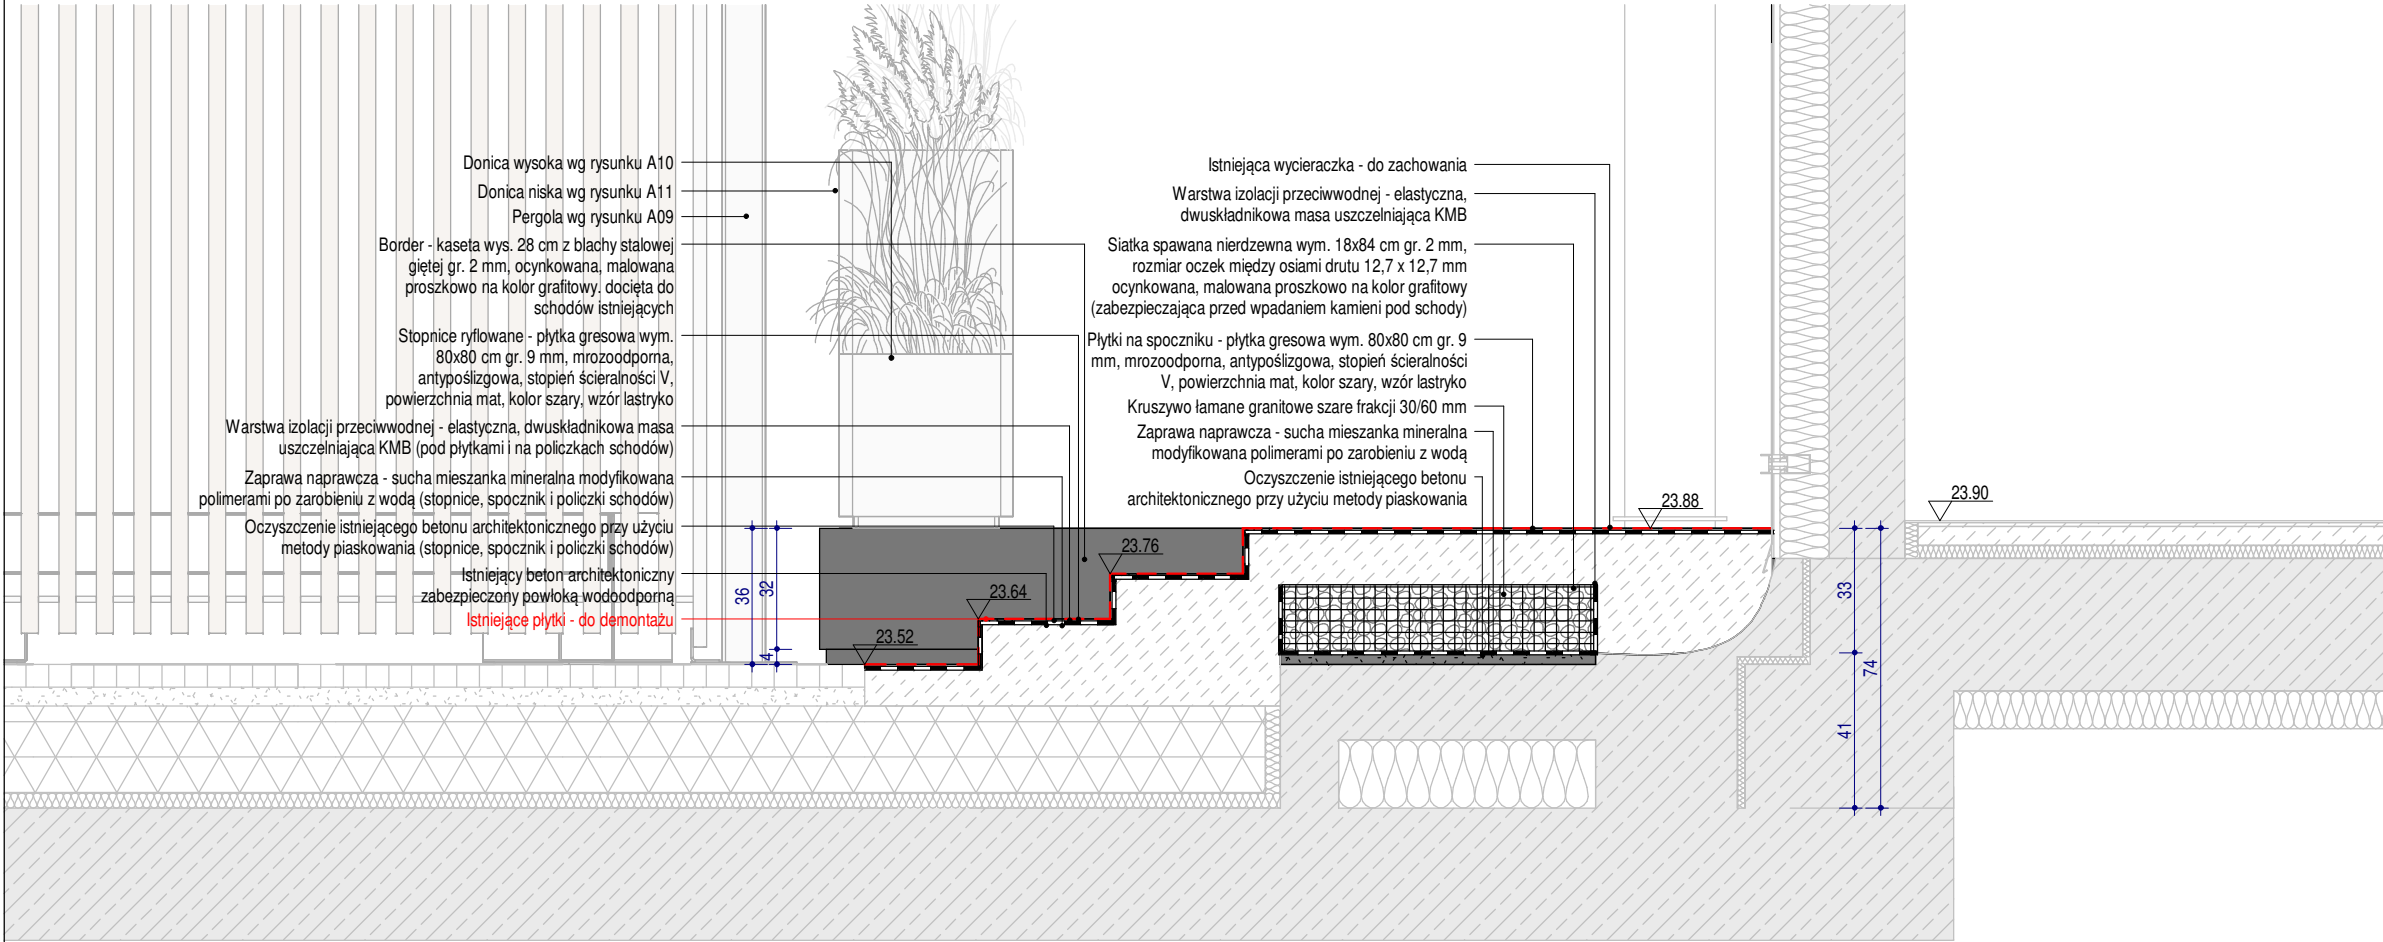 Donica wysoka wg rysunku A10
Donica niska wg rysunku A11
Pergola wg rysunku A09
Border - kaseta wys. 28 cm z blachy stalowej
giętej gr. 2 mm, ocynkowana, malowana
proszkowo na kolor grafitowy. docięta do
schodów istniejących
Stopnice ryflowane - płytka gresowa wym.
80x80 cm gr. 9 mm, mrozoodporna,
antypoślizgowa, stopień ścieralności V,
powierzchnia mat, kolor szary, wzór lastryko
Warstwa izolacji przeciwwodnej - elastyczna, dwuskładnikowa masa
uszczelniająca KMB (pod płytkami i na policzkach schodów)
Zaprawa naprawcza - sucha mieszanka mineralna modyfikowana
polimerami po zarobieniu z wodą (stopnice, spocznik i policzki schodów)
Oczyszczenie istniejącego betonu architektonicznego przy użyciu
metody piaskowania (stopnice, spocznik i policzki schodów)
Istniejący beton architektoniczny
zabezpieczony powłoką wodoodporną
Istniejące płytki - do demontażu
Istniejąca wycieraczka - do zachowania
Warstwa izolacji przeciwwodnej - elastyczna,
dwuskładnikowa masa uszczelniająca KMB
Siatka spawana nierdzewna wym. 18x84 cm gr. 2 mm,
rozmiar oczek między osiami drutu 12,7 x 12,7 mm
ocynkowana, malowana proszkowo na kolor grafitowy
(zabezpieczająca przed wpadaniem kamieni pod schody)
Płytki na spoczniku - płytka gresowa wym. 80x80 cm gr. 9
mm, mrozoodporna, antypoślizgowa, stopień ścieralności
V, powierzchnia mat, kolor szary, wzór lastryko
Kruszywo łamane granitowe szare frakcji 30/60 mm
Zaprawa naprawcza - sucha mieszanka mineralna
modyfikowana polimerami po zarobieniu z wodą
Oczyszczenie istniejącego betonu
architektonicznego przy użyciu metody piaskowania
23.52
23.64
23.76
23.88
23.90
36
32
4
33
41
74